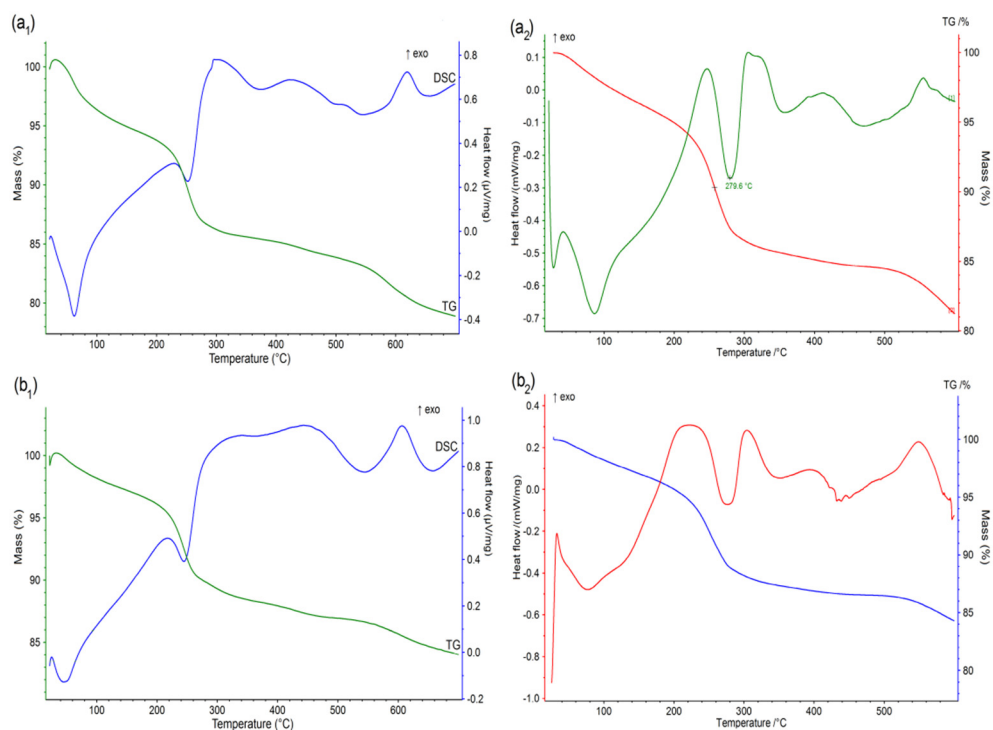 (a1)
↑ exo
DSC
TG
100
95
90
85
80
Mass (%)
0.8
0.6
0.4
0.2
0.0
-0.2
-0.4
Heat flow (μV/mg)
100 200 300 400 500 600
Temperature (°C)
(a2)
TG /%
↑ exo
0.1
0.0
-0.1
-0.2
-0.3
-0.4
-0.5
-0.6
-0.7
Heat flow /(mW/mg)
279.6 °C
100
95
90
85
80
Mass (%)
100 200 300 400 500
Temperature /°C
(b1)
↑ exo
DSC
TG
100
95
90
85
Mass (%)
1.0
0.8
0.6
0.4
0.2
0.0
-0.2
Heat flow (μV/mg)
100 200 300 400 500 600
Temperature (°C)
(b2)
TG /%
↑ exo
0.4
0.2
0.0
-0.2
-0.4
-0.6
-0.8
-1.0
Heat flow /(mW/mg)
100
95
90
85
80
Mass (%)
100 200 300 400 500
Temperature /°C